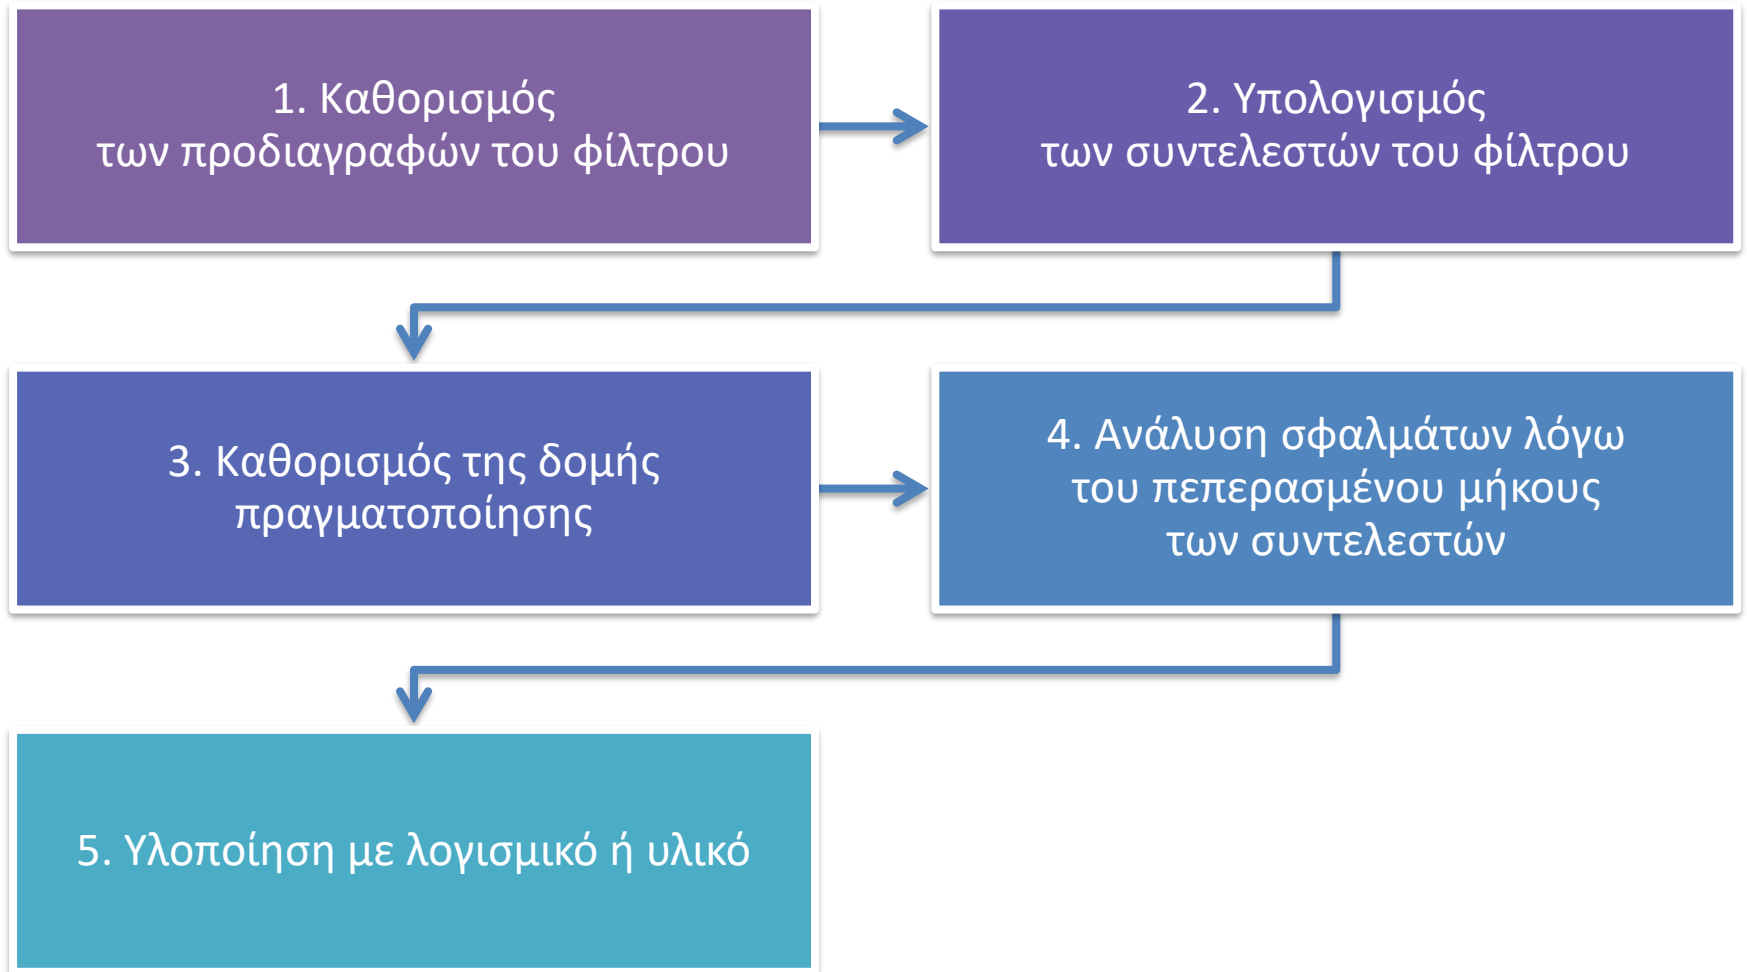 1. Καθορισμός
των προδιαγραφών του φίλτρου
2. Υπολογισμός
των συντελεστών του φίλτρου
3. Καθορισμός της δομής
πραγματοποίησης
4. Ανάλυση σφαλμάτων λόγω
του πεπερασμένου μήκους
των συντελεστών
5. Υλοποίηση με λογισμικό ή υλικό